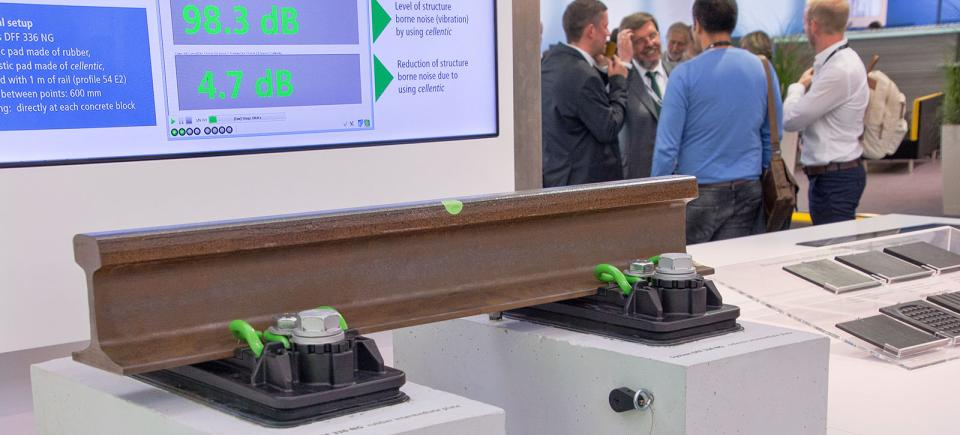 al setup
s DFF 336 NG
c pad made of rubber,
stic pad made of cellentic,
d with 1 m of rail (profile 54 E2)
between points: 600 mm
ng: directly at each concrete block
98.3 dB
4.7 dB
Level of structure
borne noise (vibration)
by using cellentic
Reduction of structure
borne noise due to
using cellentic